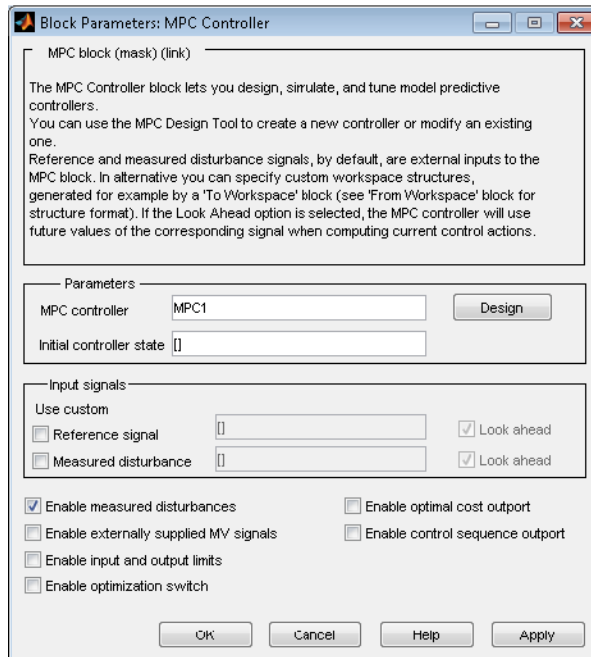 Block Parameters: MPC Controller
MPC block (mask) (link)
The MPC Controller block lets you design, simulate, and tune model predictive
controllers.
You can use the MPC Design Tool to create a new controller or modify an existing
one.
Reference and measured disturbance signals, by default, are external inputs to the
MPC block. In alternative you can specify custom workspace structures,
generated for example by a 'To Workspace' block (see 'From Workspace' block for
structure format). If the Look Ahead option is selected, the MPC controller will use
future values of the corresponding signal when computing current control actions.
Parameters
MPC controller MPC1 Design
Initial controller state []
Input signals
Use custom
Reference signal [] Look ahead
Measured disturbance [] Look ahead
Enable measured disturbances Enable optimal cost outport
Enable externally supplied MV signals Enable control sequence outport
Enable input and output limits
Enable optimization switch
OK Cancel Help Apply